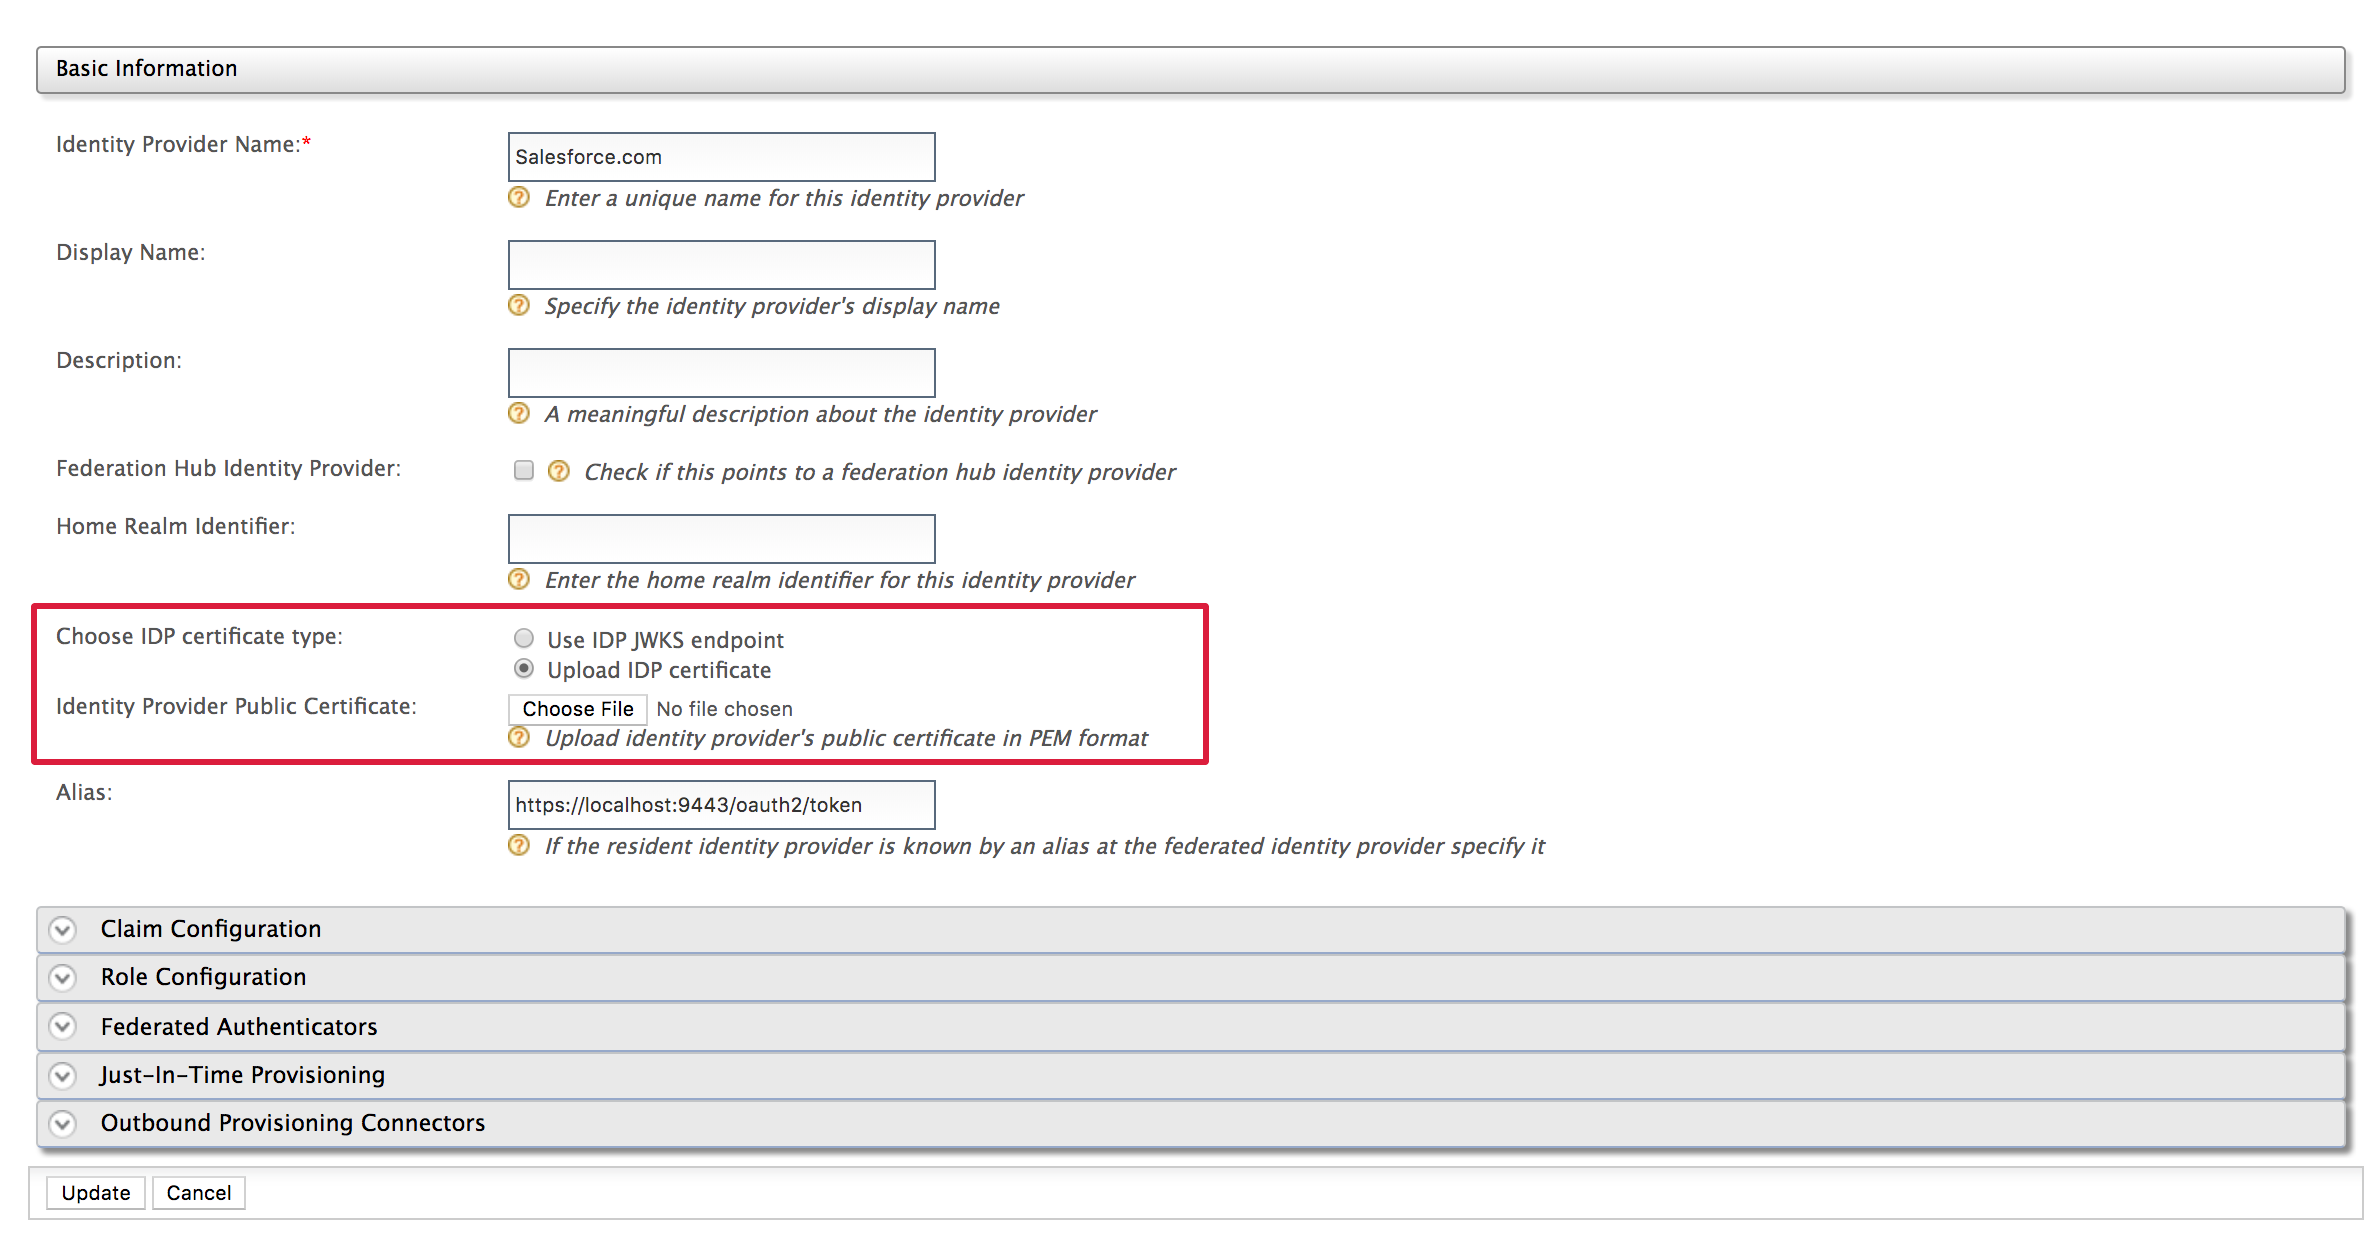 Basic Information
Identity Provider Name:*
Salesforce.com
? Enter a unique name for this identity provider
Display Name:
? Specify the identity provider's display name
Description:
? A meaningful description about the identity provider
Federation Hub Identity Provider:
? Check if this points to a federation hub identity provider
Home Realm Identifier:
? Enter the home realm identifier for this identity provider
Choose IDP certificate type:
Use IDP JWKS endpoint
Upload IDP certificate
Identity Provider Public Certificate:
Choose File No file chosen
? Upload identity provider's public certificate in PEM format
Alias:
https://localhost:9443/oauth2/token
? If the resident identity provider is known by an alias at the federated identity provider specify it
Claim Configuration
Role Configuration
Federated Authenticators
Just-In-Time Provisioning
Outbound Provisioning Connectors
Update Cancel